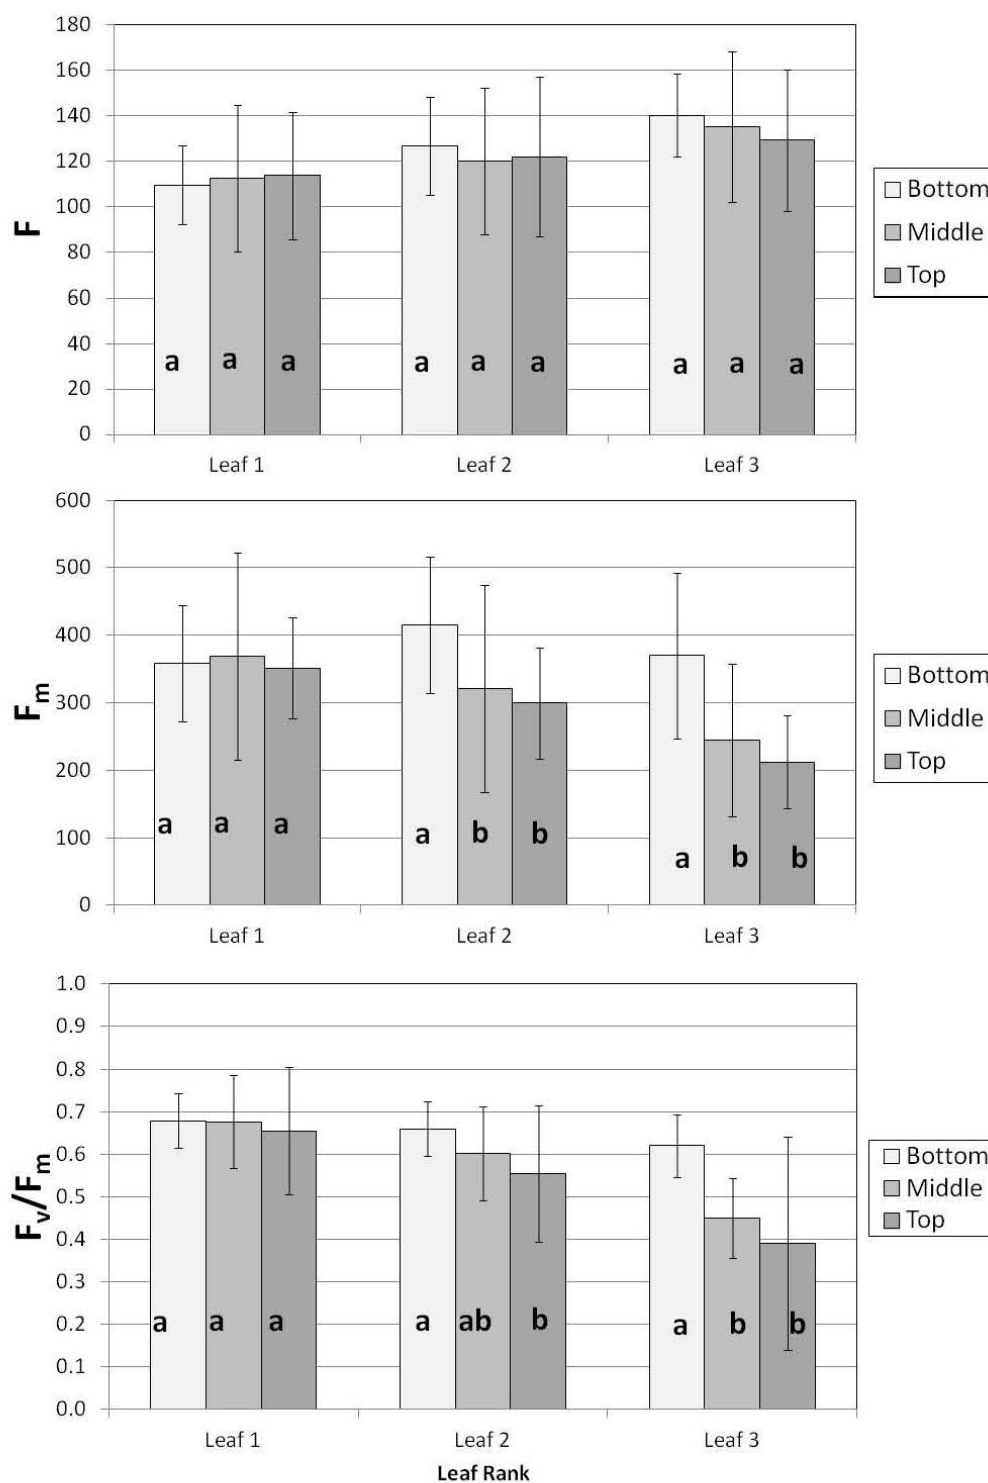 180
160
140
120
100
80
60
40
20
0
F
a a a a a a a a a
Leaf 1 Leaf 2 Leaf 3
Bottom
Middle
Top
600
500
400
300
200
100
0
Fm
a a a a b b a b b
Leaf 1 Leaf 2 Leaf 3
Bottom
Middle
Top
1.0
0.9
0.8
0.7
0.6
0.5
0.4
0.3
0.2
0.1
0.0
Fv/Fm
a a a a ab b a b b
Leaf 1 Leaf 2 Leaf 3
Leaf Rank
Bottom
Middle
Top